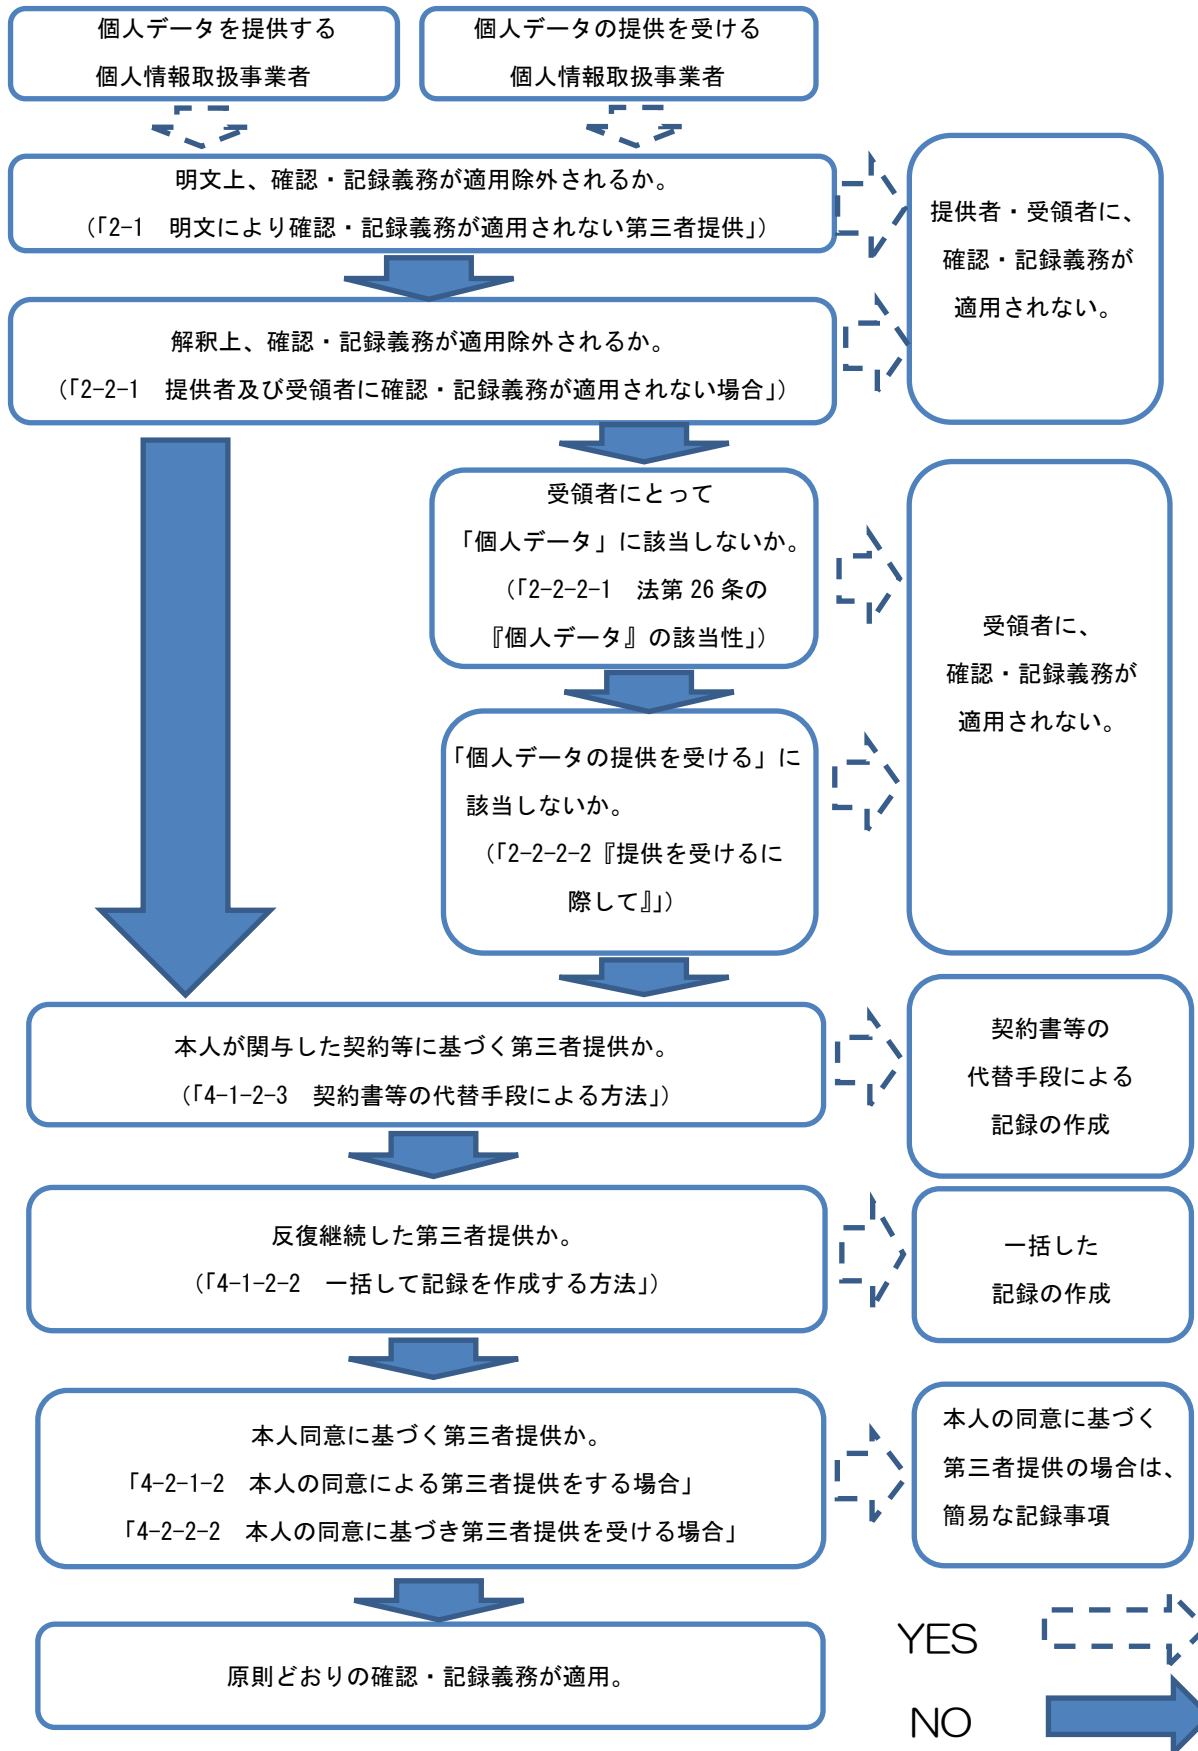 個人データを提供する
個人情報取扱事業者
個人データの提供を受ける
個人情報取扱事業者
明文上、確認・記録義務が適用除外されるか。
（「2-1　明文により確認・記録義務が適用されない第三者提供」）
提供者・受領者に、
確認・記録義務が
適用されない。
解釈上、確認・記録義務が適用除外されるか。
（「2-2-1　提供者及び受領者に確認・記録義務が適用されない場合」）
受領者にとって
「個人データ」に該当しないか。
（「2-2-2-1　法第 26 条の
『個人データ』の該当性」）
受領者に、
確認・記録義務が
適用されない。
「個人データの提供を受ける」に
該当しないか。
（「2-2-2-2『提供を受けるに
際して』」）
本人が関与した契約等に基づく第三者提供か。
（「4-1-2-3　契約書等の代替手段による方法」）
契約書等の
代替手段による
記録の作成
反復継続した第三者提供か。
（「4-1-2-2　一括して記録を作成する方法」）
一括した
記録の作成
本人同意に基づく第三者提供か。
「4-2-1-2　本人の同意による第三者提供をする場合」
「4-2-2-2　本人の同意に基づき第三者提供を受ける場合」
本人の同意に基づく
第三者提供の場合は、
簡易な記録事項
原則どおりの確認・記録義務が適用。
YES
NO